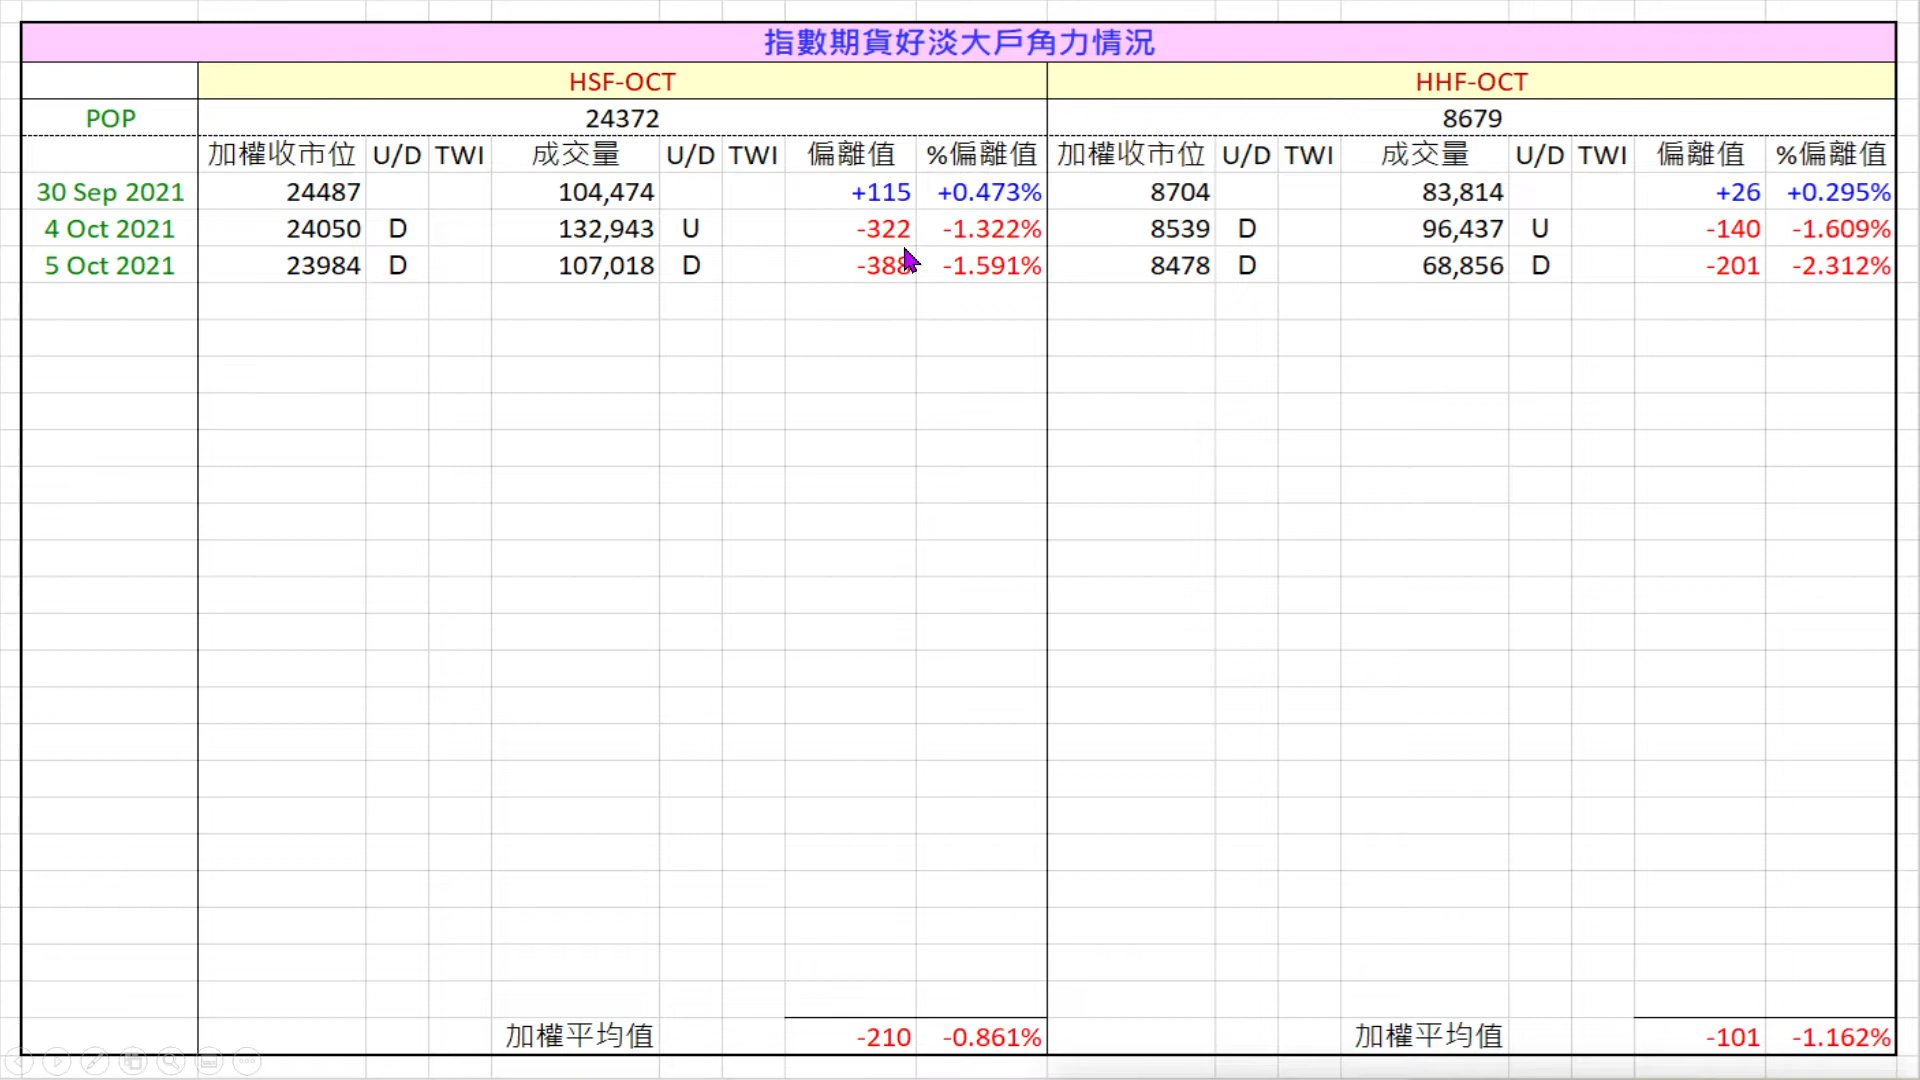 指數期貨好淡大戶角力情況
HSF-OCT HHF-OCT
POP 24372 8679
加權收市位 U/D TWI 成交量 U/D TWI 偏離值 %偏離值 加權收市位 U/D TWI 成交量 U/D TWI 偏離值 %偏離值
30 Sep 2021 24487 104,474 +115 +0.473% 8704 83,814 +26 +0.295%
4 Oct 2021 24050 D 132,943 U -322 -1.322% 8539 D 96,437 U -140 -1.609%
5 Oct 2021 23984 D 107,018 D -388 -1.591% 8478 D 68,856 D -201 -2.312%
加權平均值 -210 -0.861% 加權平均值 -101 -1.162%